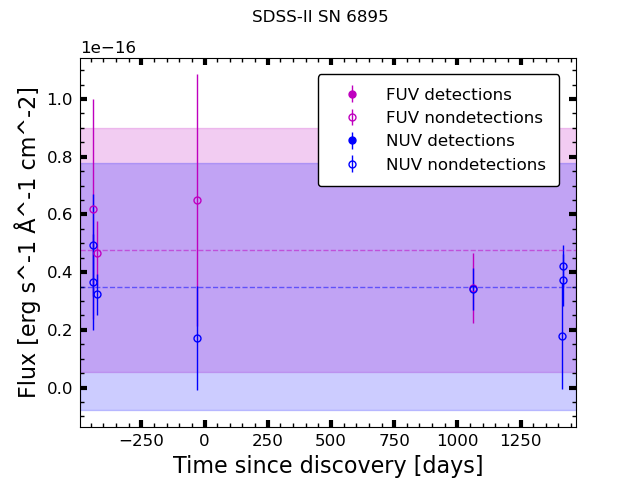 SDSS-II SN 6895
1e−16
1.0
0.8
0.6
0.4
0.2
0.0
Flux [erg s^-1 Å^-1 cm^-2]
FUV detections
FUV nondetections
NUV detections
NUV nondetections
−250 0 250 500 750 1000 1250
Time since discovery [days]